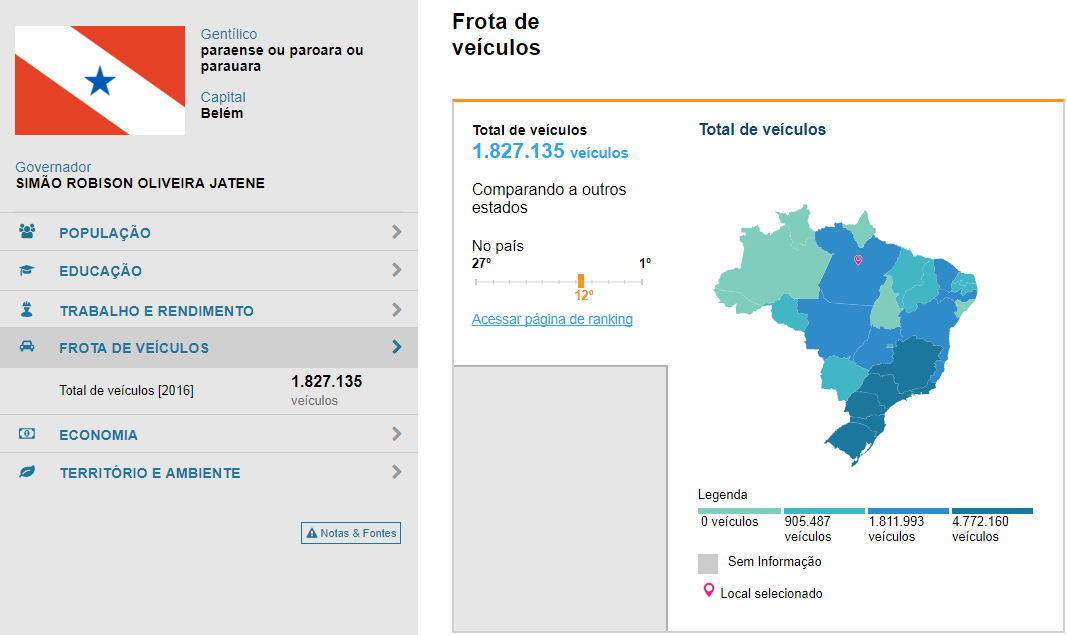 Gentílico
paraense ou paroara ou
parauara
Capital
Belém
Governador
SIMÃO ROBISON OLIVEIRA JATENE
POPULAÇÃO
EDUCAÇÃO
TRABALHO E RENDIMENTO
FROTA DE VEÍCULOS
Total de veículos [2016]
1.827.135
veículos
ECONOMIA
TERRITÓRIO E AMBIENTE
Notas & Fontes
Frota de
veículos
Total de veículos
1.827.135 veículos
Comparando a outros
estados
No país
27º 1º
12º
Acessar página de ranking
Total de veículos
Legenda
0 veículos 905.487 1.811.993 4.772.160
veículos veículos veículos
Sem Informação
Local selecionado